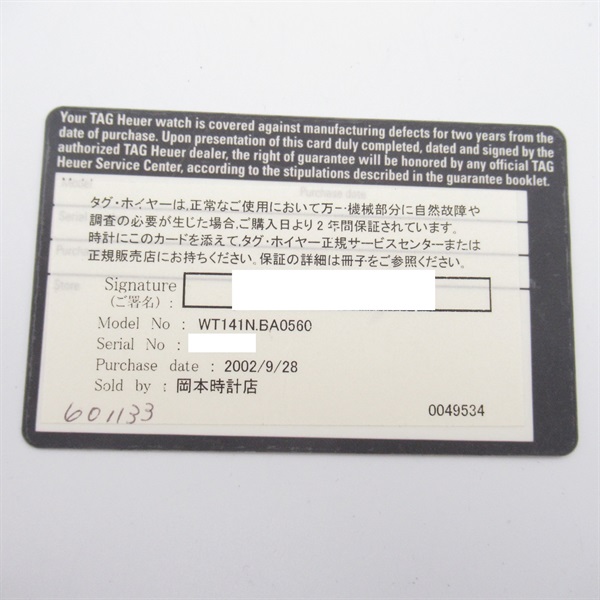 Your TAG Heuer watch is covered against manufacturing defects for two years from the
date of purchase. Upon presentation of this card duly completed, dated and signed by the
authorized TAG Heuer dealer, the right of guarantee will be honored by any official TAG
Heuer Service Center, according to the stipulations described in the guarantee booklet.
Model
Purchase date
タグ・ホイヤーは、正常なご使用において万一・機械部分に自然故障や
調査の必要が生じた場合、ご購入日より2年間保証されています。
時計にこのカードを添えて、タグ・ホイヤー正規サービスセンターまたは
正規販売店にお持ちください。保証の詳細は冊子をご参照ください。
Signature
(ご署名) :
Model No : WT141N.BA0560
Serial No :
Purchase date : 2002/9/28
Sold by : 岡本時計店
601133
0049534